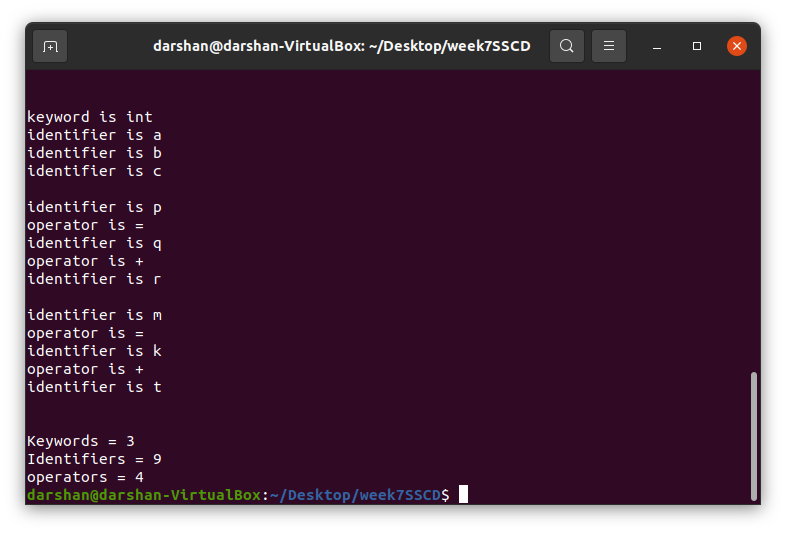 darshan@darshan-VirtualBox: ~/Desktop/week7SSCD
keyword is int
identifier is a
identifier is b
identifier is c
identifier is p
operator is =
identifier is q
operator is +
identifier is r
identifier is m
operator is =
identifier is k
operator is +
identifier is t
Keywords = 3
Identifiers = 9
operators = 4
darshan@darshan-VirtualBox:~/Desktop/week7SSCD$